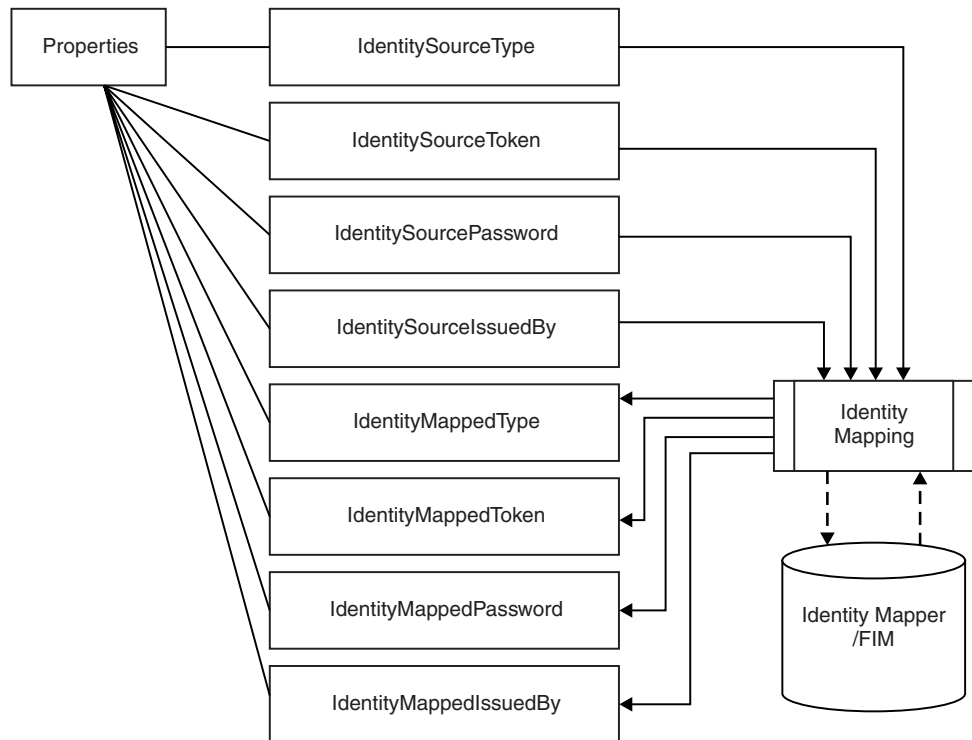 Properties
IdentitySourceType
IdentitySourceToken
IdentitySourcePassword
IdentitySourceIssuedBy
IdentityMappedType
Identity
Mapping
IdentityMappedToken
IdentityMappedPassword
Identity Mapper
/FIM
IdentityMappedIssuedBy